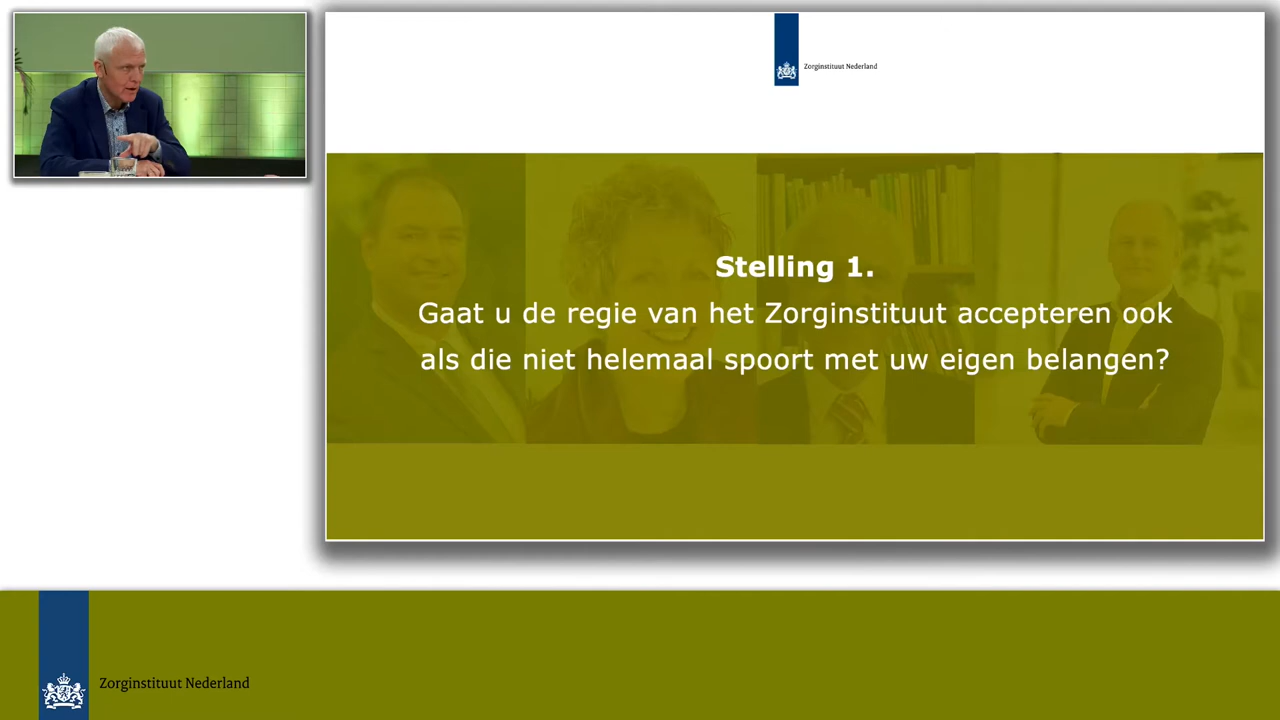 Zorginstituut Nederland
Stelling 1.
Gaat u de regie van het Zorginstituut accepteren ook
als die niet helemaal spoort met uw eigen belangen?
Zorginstituut Nederland